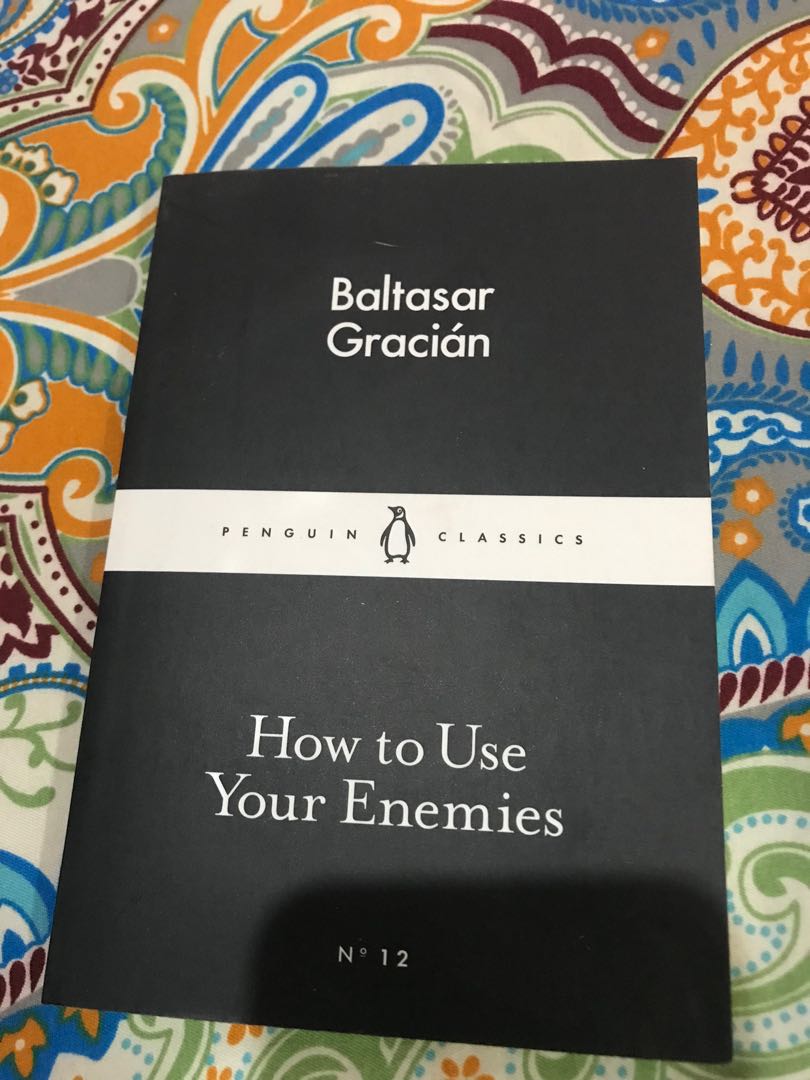 Baltasar
Gracián
PENGUIN CLASSICS
How to Use
Your Enemies
Nº 12